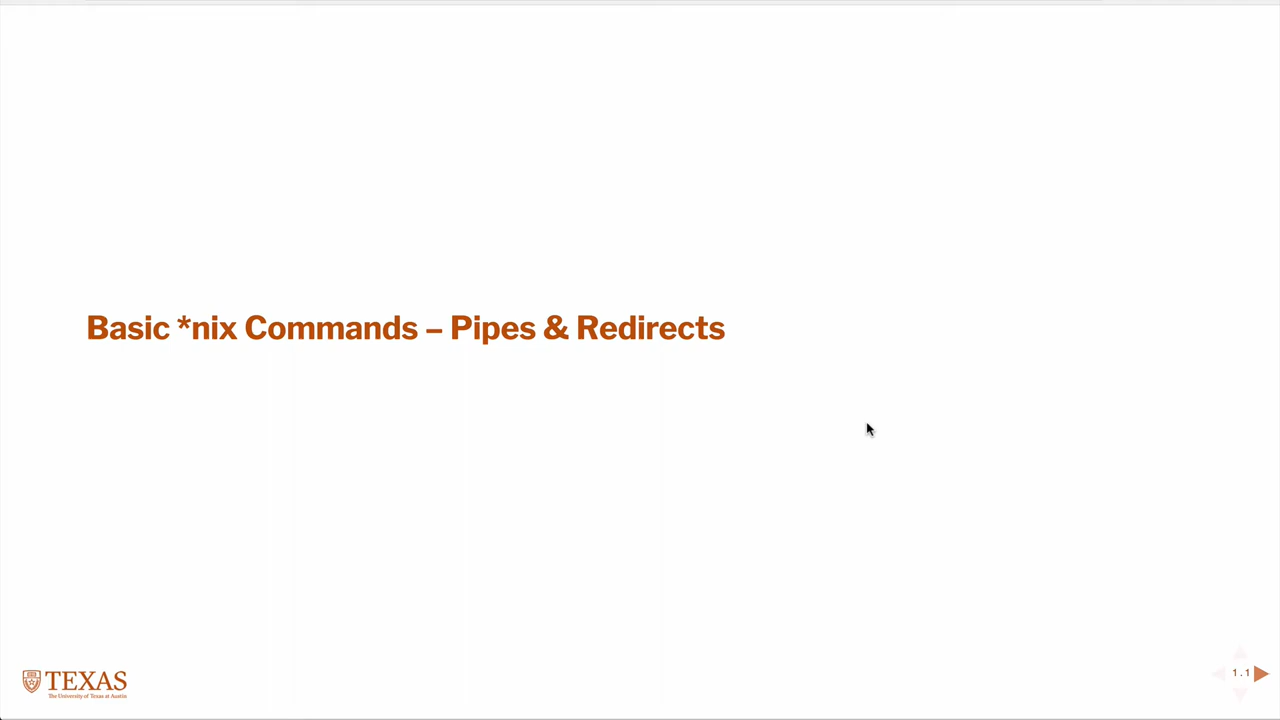 Basic *nix Commands – Pipes & Redirects
TEXAS
The University of Texas at Austin
1.1